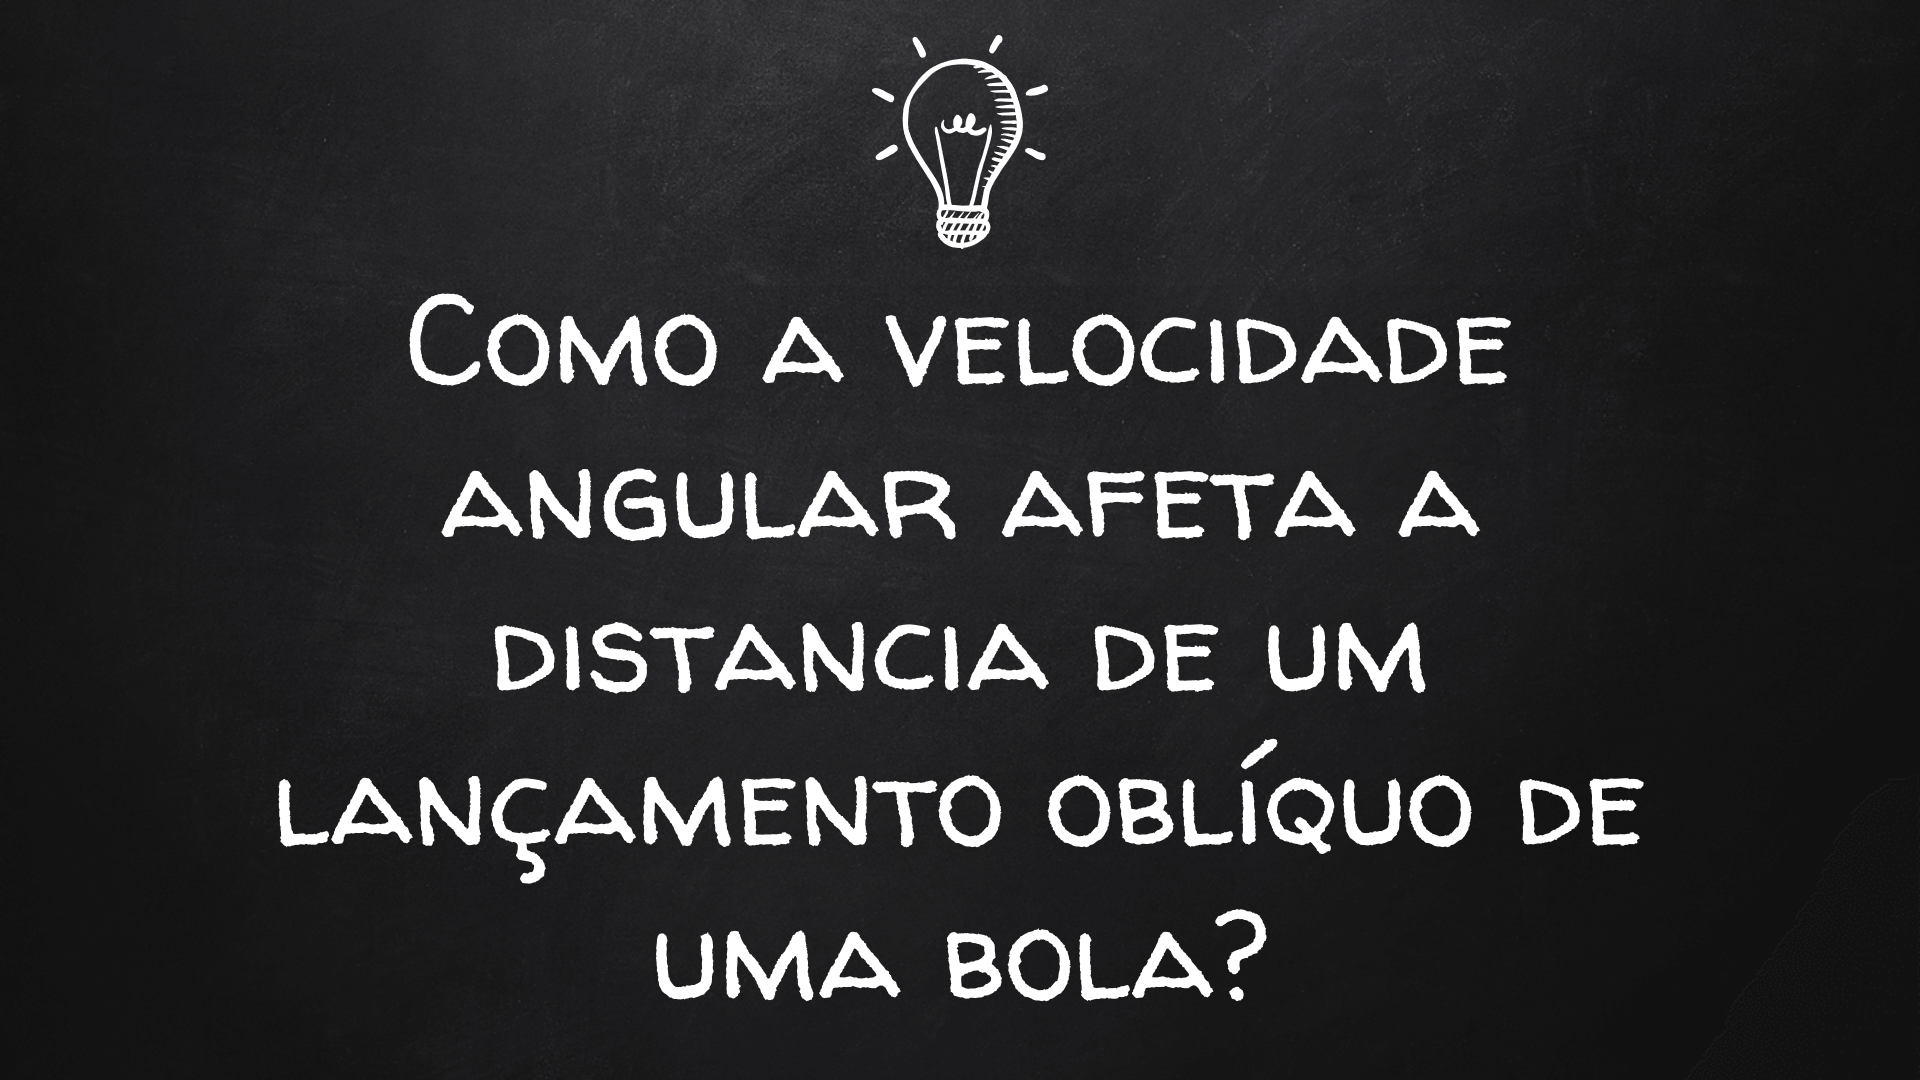 Como a velocidade
angular afeta a
distancia de um
lançamento oblíquo de
uma bola?